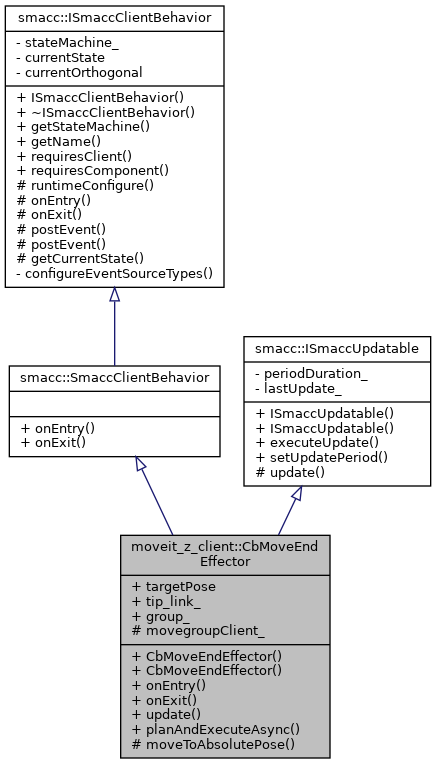 smacc::ISmaccClientBehavior
- stateMachine_
- currentState
- currentOrthogonal
+ ISmaccClientBehavior()
+ ~ISmaccClientBehavior()
+ getStateMachine()
+ getName()
+ requiresClient()
+ requiresComponent()
# runtimeConfigure()
# onEntry()
# onExit()
# postEvent()
# postEvent()
# getCurrentState()
- configureEventSourceTypes()
smacc::SmaccClientBehavior
+ onEntry()
+ onExit()
smacc::ISmaccUpdatable
- periodDuration_
- lastUpdate_
+ ISmaccUpdatable()
+ ISmaccUpdatable()
+ executeUpdate()
+ setUpdatePeriod()
# update()
moveit_z_client::CbMoveEnd
Effector
+ targetPose
+ tip_link_
+ group_
# movegroupClient_
+ CbMoveEndEffector()
+ CbMoveEndEffector()
+ onEntry()
+ onExit()
+ update()
+ planAndExecuteAsync()
# moveToAbsolutePose()